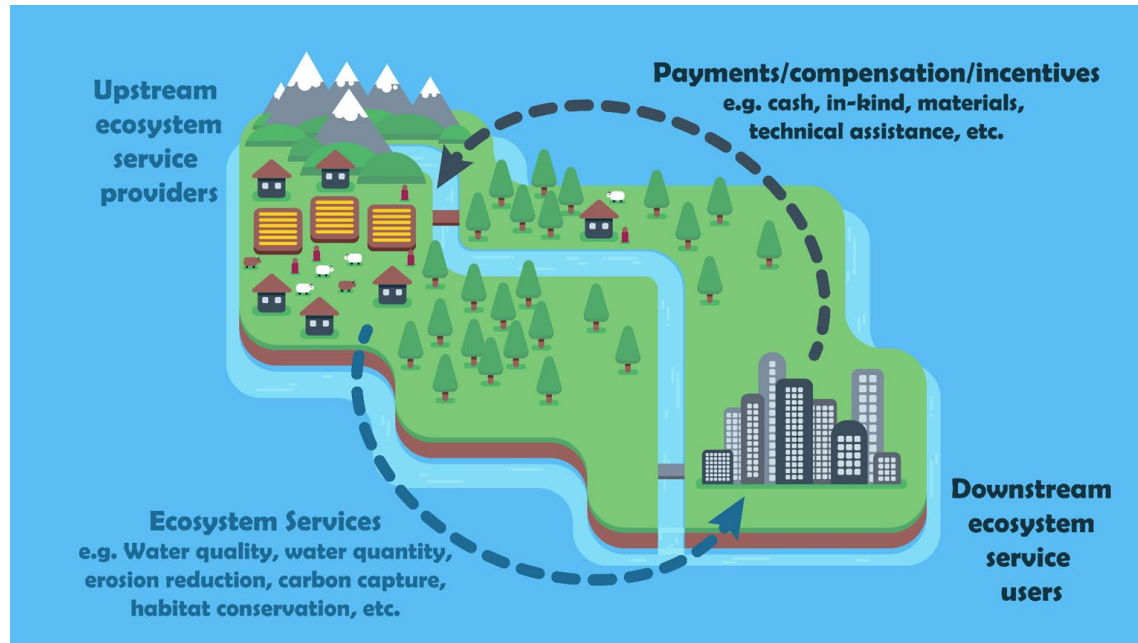 Upstream
ecosystem
service
providers
Payments/compensation/incentives
e.g. cash, in-kind, materials,
technical assistance, etc.
Ecosystem Services
e.g. Water quality, water quantity,
erosion reduction, carbon capture,
habitat conservation, etc.
Downstream
ecosystem
service
users